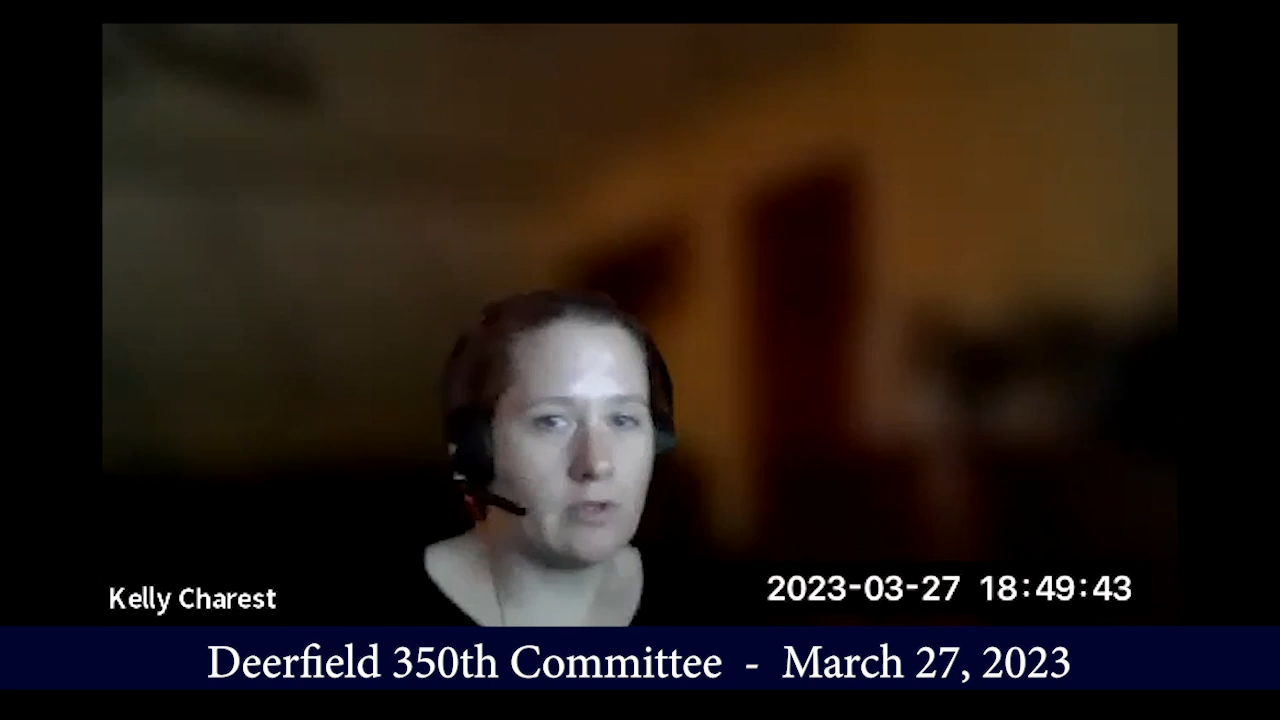 Kelly Charest
2023-03-27 18:49:43
Deerfield 350th Committee - March 27, 2023